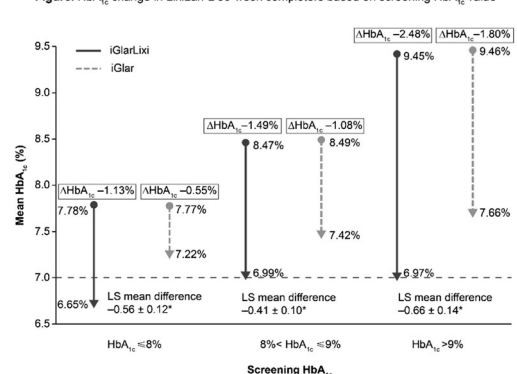 Figure. HbA1c change in LixiLan-L 30-week completers based on screening HbA1c value
iGlarLixi
iGlar
Mean HbA1c (%)
9.5
9.0
8.5
8.0
7.5
7.0
6.5
ΔHbA1c –1.13%
ΔHbA1c –0.55%
7.78%
7.77%
7.22%
6.65%
LS mean difference
–0.56 ± 0.12*
ΔHbA1c –1.49%
ΔHbA1c –1.08%
8.47%
8.49%
7.42%
6.99%
LS mean difference
–0.41 ± 0.10*
ΔHbA1c –2.48%
ΔHbA1c –1.80%
9.45%
9.46%
7.66%
6.97%
LS mean difference
–0.66 ± 0.14*
HbA1c ≤8%
8%< HbA1c ≤9%
HbA1c >9%
Screening HbA1c